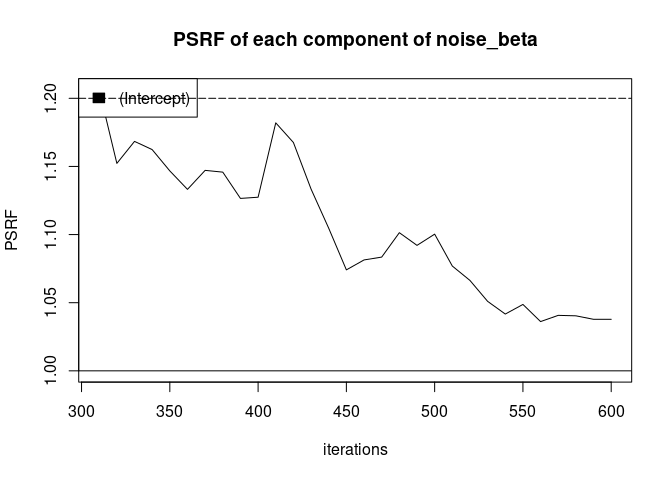 PSRF of each component of noise_beta
(Intercept)
PSRF
1.20
1.15
1.10
1.05
1.00
300 350 400 450 500 550 600
iterations